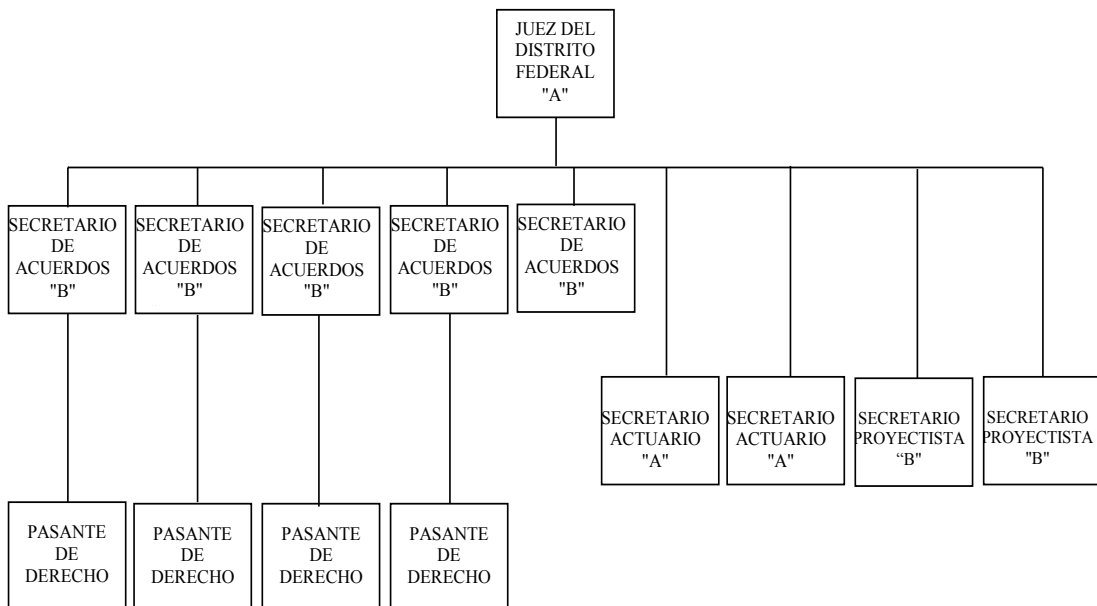 JUEZ DEL
DISTRITO
FEDERAL
"A"
SECRETARIO
DE
ACUERDOS
"B"
SECRETARIO
DE
ACUERDOS
"B"
SECRETARIO
DE
ACUERDOS
"B"
SECRETARIO
DE
ACUERDOS
"B"
SECRETARIO
DE
ACUERDOS
"B"
SECRETARIO
ACTUARIO
"A"
SECRETARIO
ACTUARIO
"A"
SECRETARIO
PROYECTISTA
“B"
SECRETARIO
PROYECTISTA
"B"
PASANTE
DE
DERECHO
PASANTE
DE
DERECHO
PASANTE
DE
DERECHO
PASANTE
DE
DERECHO